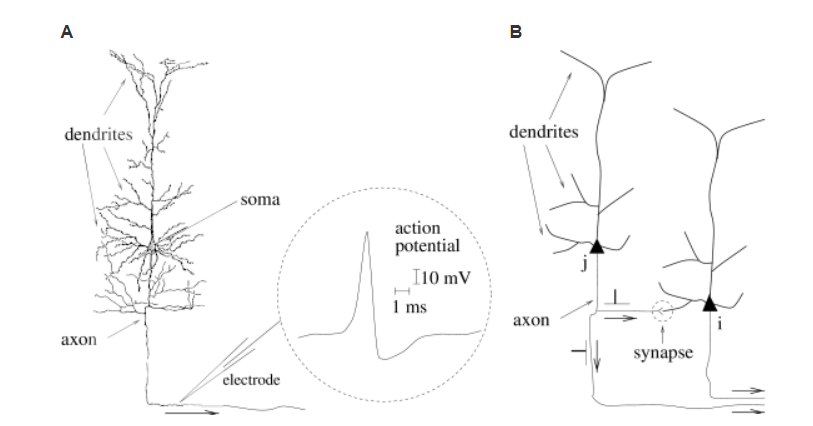 A
dendrites
soma
action
potential
10 mV
1 ms
axon
electrode
B
dendrites
j
axon
synapse
i